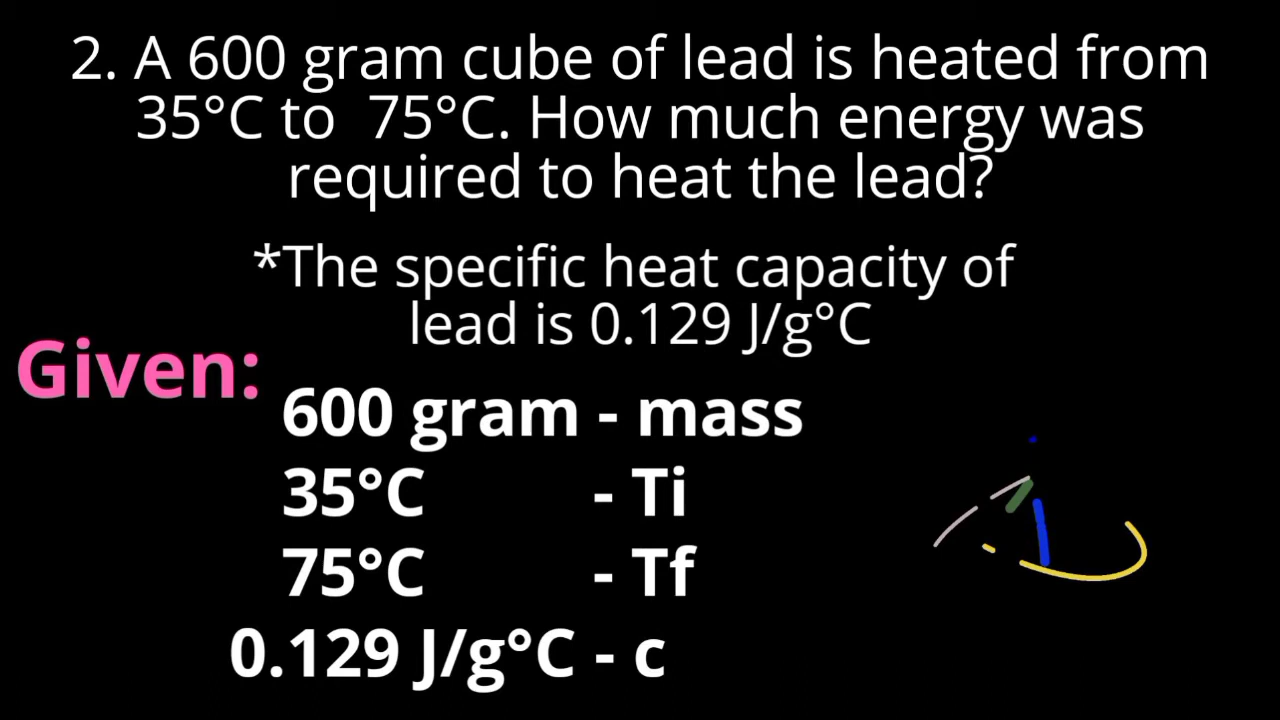 2. A 600 gram cube of lead is heated from
35°C to 75°C. How much energy was
required to heat the lead?
*The specific heat capacity of
lead is 0.129 J/g°C
Given:
600 gram - mass
35°C - Ti
75°C - Tf
0.129 J/g°C - c